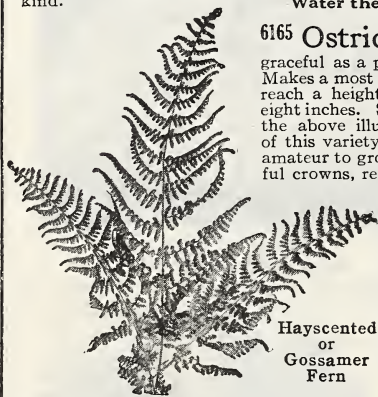 kind.
Water the
6165 Ostric
graceful as a p
Makes a most
reach a height
eight inches. S
the above illu
of this variety
amateur to gro
ful crowns, re
Hayscented
or
Gossamer
Fern